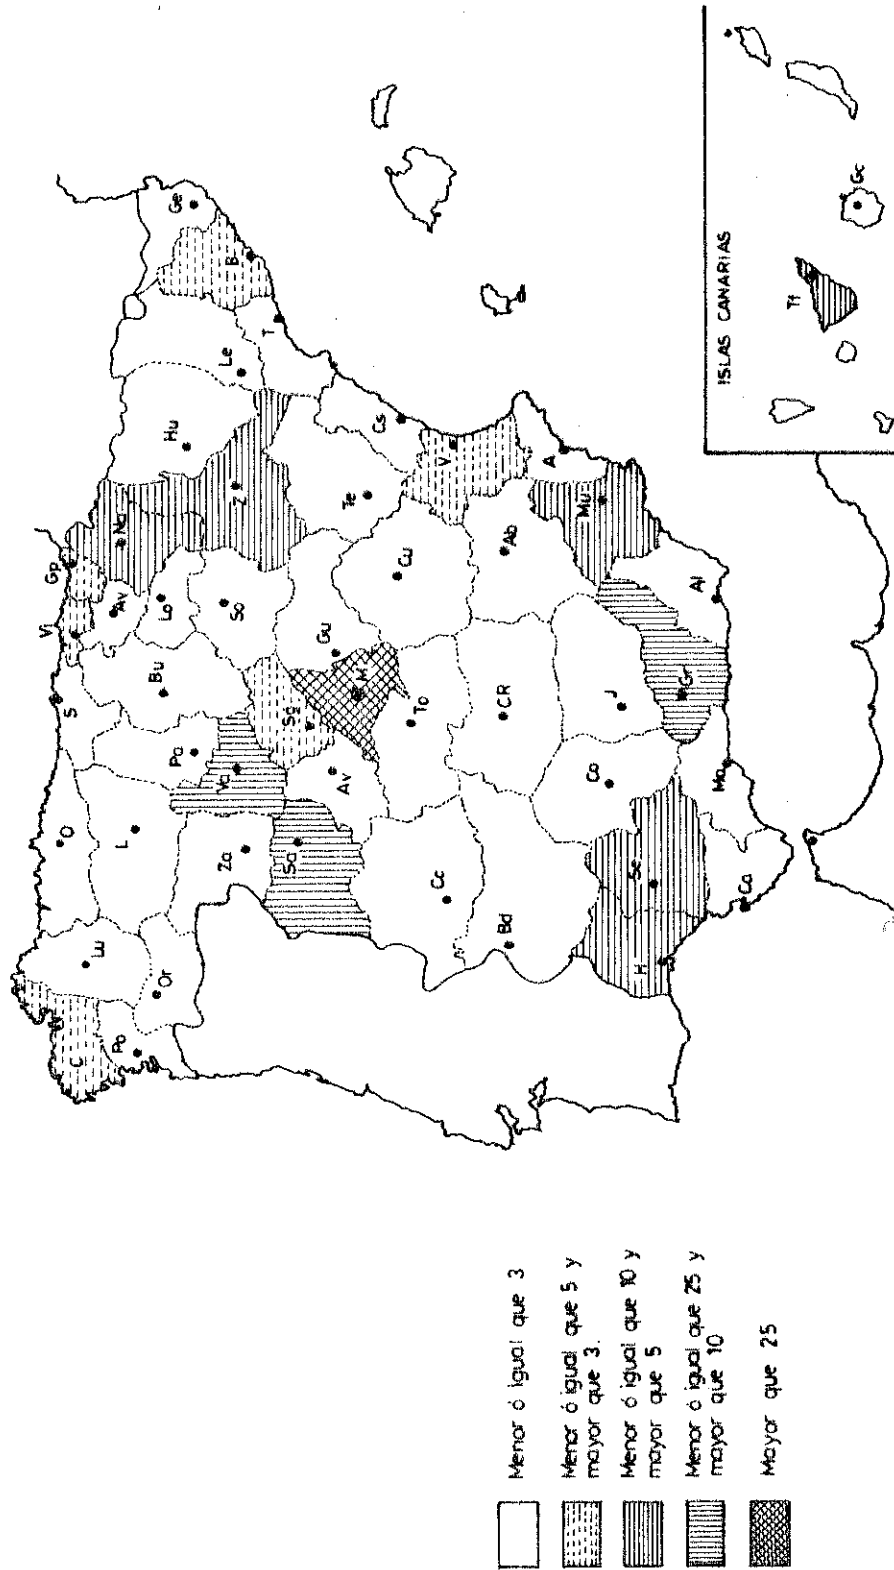 C
Lu
O
S
Vi
Gp
Po
Or
L
Pa
Bu
Av
Na
Lo
Hu
Le
Ge
B
T
Za
Va
So
Z
Sa
Sg
Av
M
Gu
Te
Cs
Cc
To
Cu
V
Bd
CR
Ab
A
H
Se
Co
J
Mu
Ca
Ma
Gr
Al
ISLAS CANARIAS
Tf
Gc
Menor ó igual que 3
Menor ó igual que 5 y
mayor que 3.
Menor ó igual que 10 y
mayor que 5
Menor ó igual que 25 y
mayor que 10
Mayor que 25